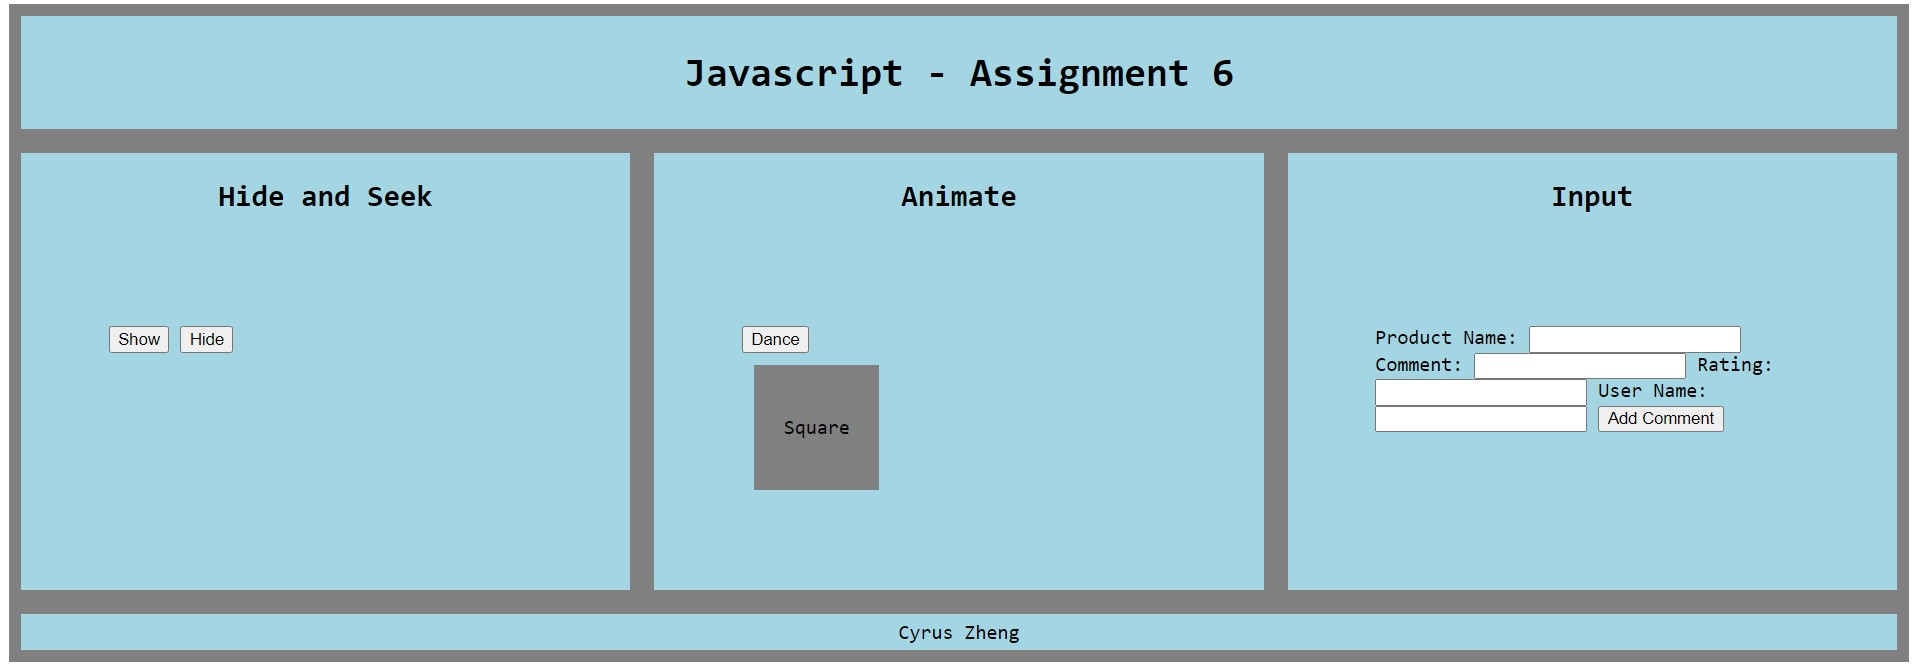 Javascript - Assignment 6
Hide and Seek
Show Hide
Animate
Dance
Square
Input
Product Name:
Comment: Rating:
User Name:
Add Comment
Cyrus Zheng